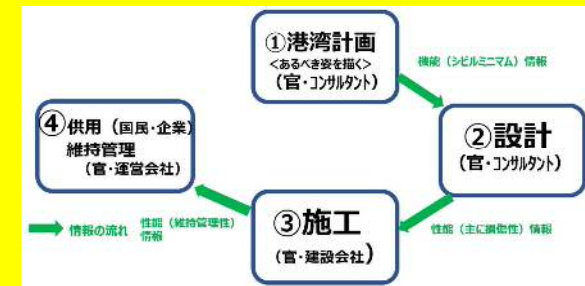 ①港湾計画
<あるべき姿を描く>
(官・コンサルタント)
機能（シビルミニマム）情報
④供用（国民・企業）
維持管理
（官・運営会社）
②設計
(官・コンサルタント)
③施工
(官・建設会社)
情報の流れ
性能（維持管理性）
情報
性能（主に損傷性）情報